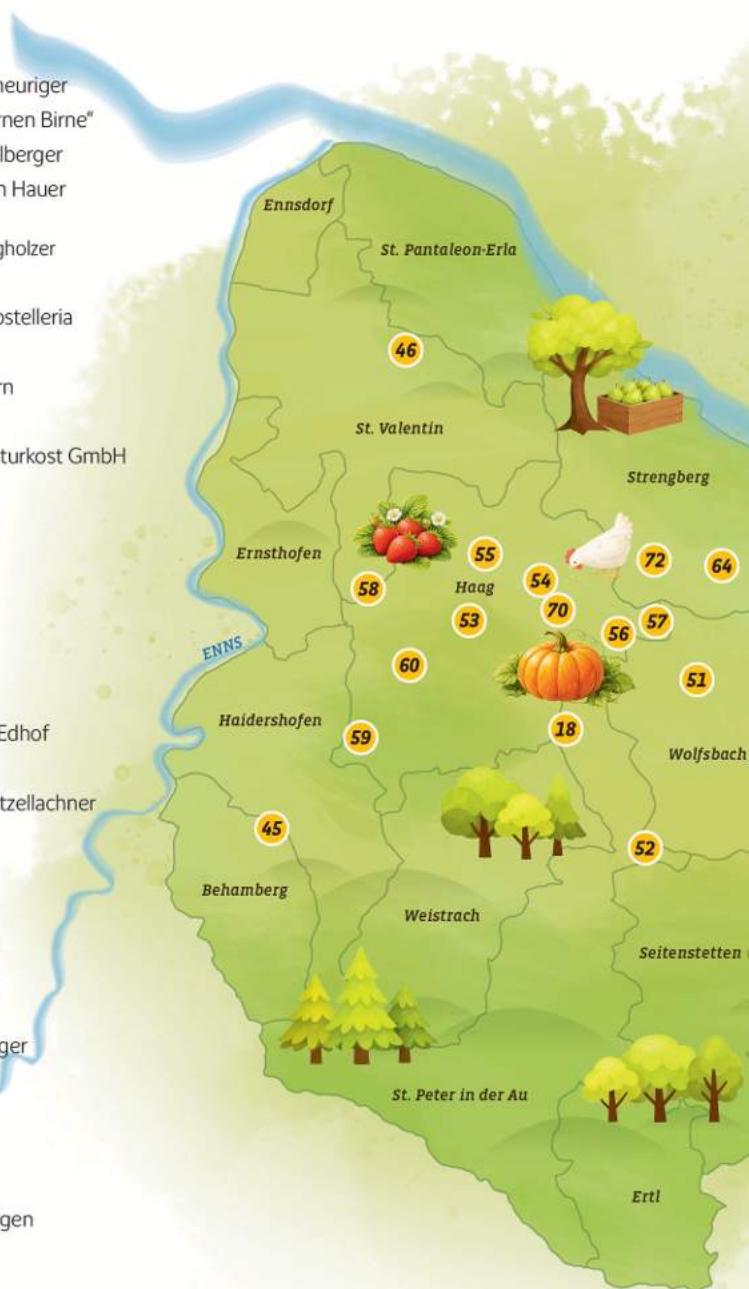 heuriger
rnen Birne“
lberger
n Hauer
gholzer
ostelleria
rn
turkost GmbH
Edhof
tzellachner
ger
gen
Ennsdorf
St. Pantaleon-Erla
46
St. Valentin
Strengberg
Ernsthofen
55
72
64
58
Haag
54
70
53
57
56
ENNS
60
51
Haidershofen
59
18
Wolfsbach
45
52
Behamberg
Weistrach
Seitenstetten
St. Peter in der Au
Ertl